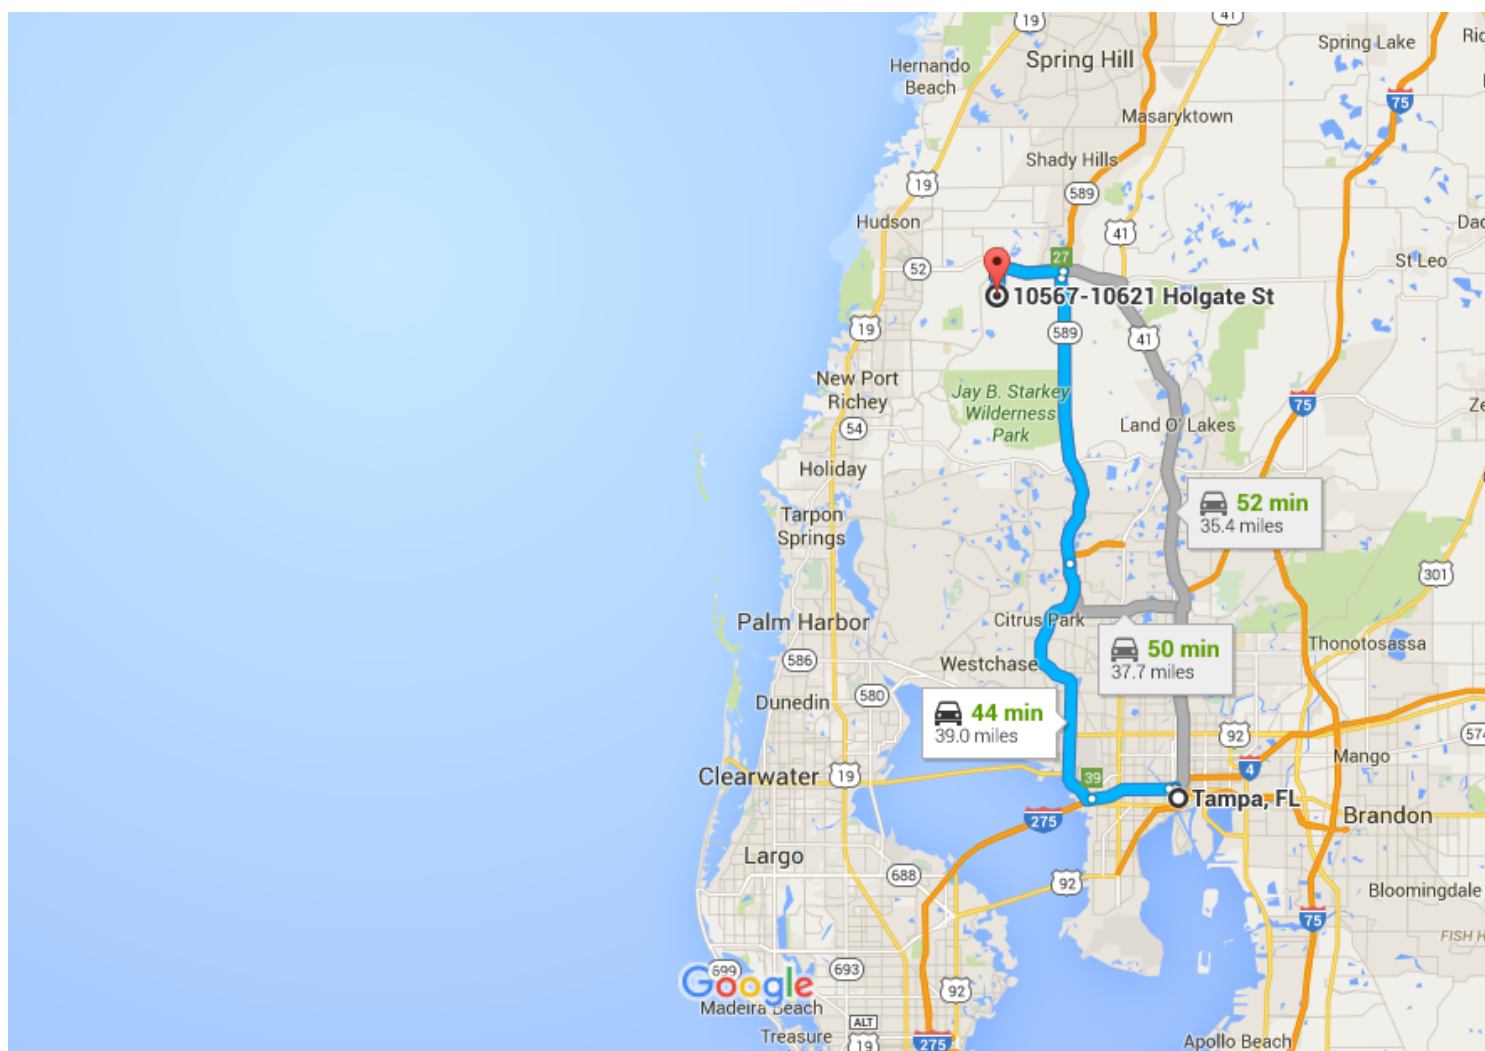 19
41
Spring Lake
Hernando
Beach
Spring Hill
75
Masaryktown
Shady Hills
19
589
Hudson
41
27
52
St Leo
10567-10621 Holgate St
19
589
41
New Port
Richey
Jay B. Starkey
Wilderness
Park
75
54
Land O' Lakes
Holiday
52 min
35.4 miles
Tarpon
Springs
301
Palm Harbor
Citrus Park
50 min
37.7 miles
Thonotosassa
586
Westchase
580
Dunedin
44 min
39.0 miles
92
574
Mango
Clearwater
19
39
4
Tampa, FL
275
Brandon
Largo
688
92
Bloomingdale
75
FISH H
699
693
Google
92
Madeira Beach
ALT
19
Treasure
275
Apollo Beach